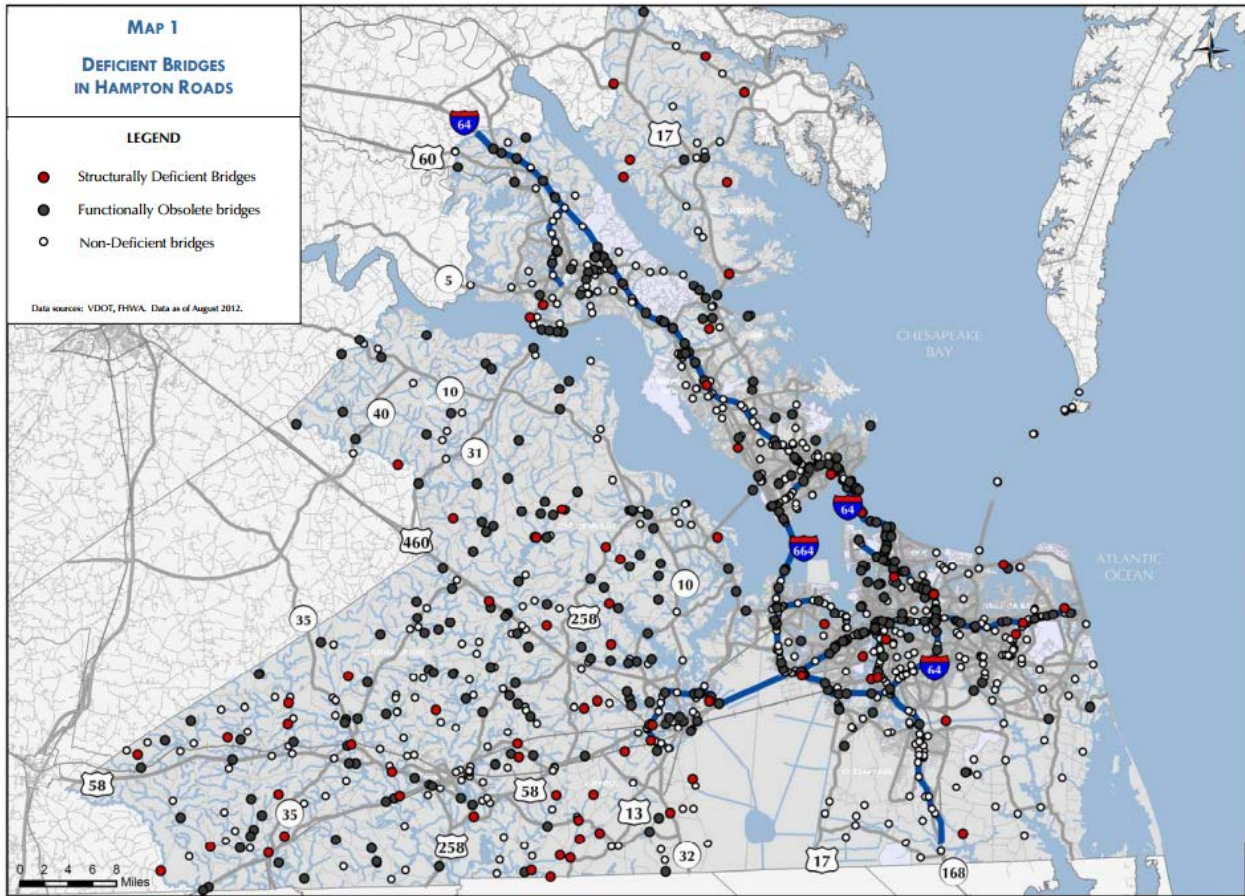 MAP 1
DEFICIENT BRIDGES
IN HAMPTON ROADS
LEGEND
Structurally Deficient Bridges
Functionally Obsolete bridges
Non-Deficient bridges
Data sources: VDOT, FHWA. Data as of August 2012.
N
64
17
60
5
CHESAPEAKE
BAY
10
40
31
64
460
664
ATLANTIC
OCEAN
10
35
258
64
58
58
35
13
258
32
17
168
0 2 4 6 8
Miles